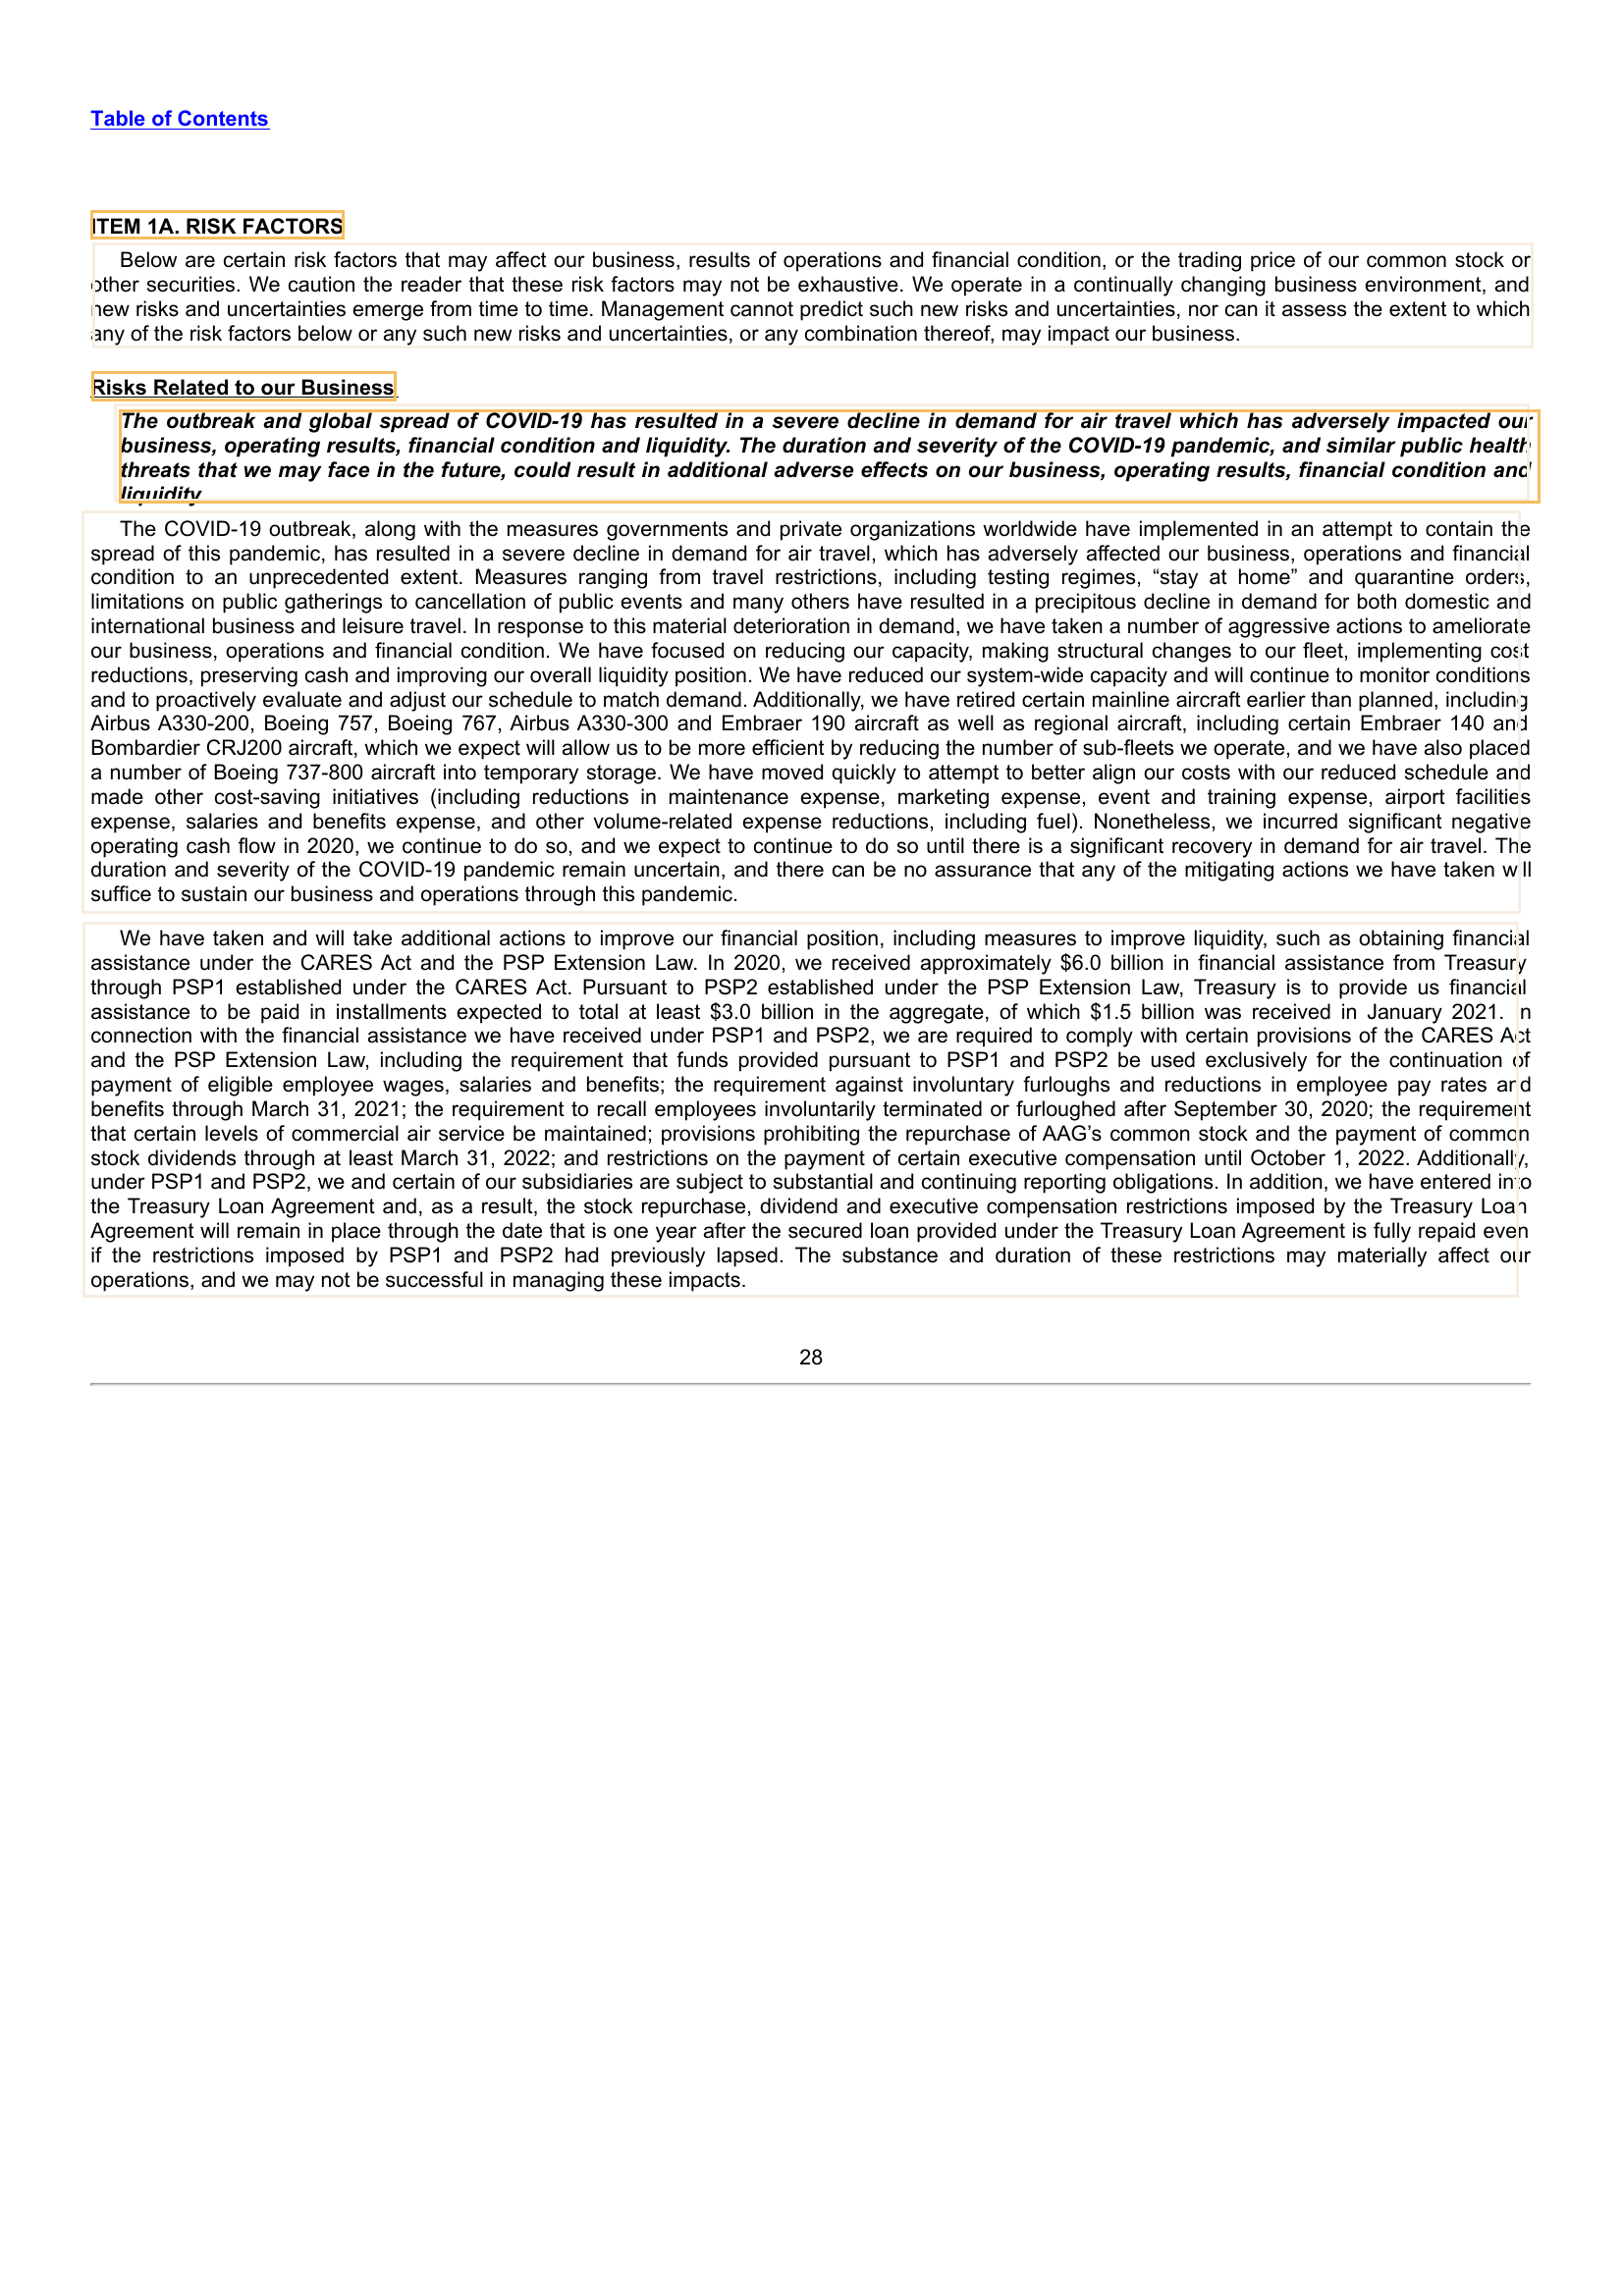 Table of Contents
ITEM 1A. RISK FACTORS
Below are certain risk factors that may affect our business, results of operations and financial condition, or the trading price of our common stock or
other securities. We caution the reader that these risk factors may not be exhaustive. We operate in a continually changing business environment, and
new risks and uncertainties emerge from time to time. Management cannot predict such new risks and uncertainties, nor can it assess the extent to which
any of the risk factors below or any such new risks and uncertainties, or any combination thereof, may impact our business.
Risks Related to our Business
The outbreak and global spread of COVID-19 has resulted in a severe decline in demand for air travel which has adversely impacted our
business, operating results, financial condition and liquidity. The duration and severity of the COVID-19 pandemic, and similar public health
threats that we may face in the future, could result in additional adverse effects on our business, operating results, financial condition and
liquidity.
The COVID-19 outbreak, along with the measures governments and private organizations worldwide have implemented in an attempt to contain the
spread of this pandemic, has resulted in a severe decline in demand for air travel, which has adversely affected our business, operations and financial
condition to an unprecedented extent. Measures ranging from travel restrictions, including testing regimes, “stay at home” and quarantine orders,
limitations on public gatherings to cancellation of public events and many others have resulted in a precipitous decline in demand for both domestic and
international business and leisure travel. In response to this material deterioration in demand, we have taken a number of aggressive actions to ameliorate
our business, operations and financial condition. We have focused on reducing our capacity, making structural changes to our fleet, implementing cost
reductions, preserving cash and improving our overall liquidity position. We have reduced our system-wide capacity and will continue to monitor conditions
and to proactively evaluate and adjust our schedule to match demand. Additionally, we have retired certain mainline aircraft earlier than planned, including
Airbus A330-200, Boeing 757, Boeing 767, Airbus A330-300 and Embraer 190 aircraft as well as regional aircraft, including certain Embraer 140 and
Bombardier CRJ200 aircraft, which we expect will allow us to be more efficient by reducing the number of sub-fleets we operate, and we have also placed
a number of Boeing 737-800 aircraft into temporary storage. We have moved quickly to attempt to better align our costs with our reduced schedule and
made other cost-saving initiatives (including reductions in maintenance expense, marketing expense, event and training expense, airport facilities
expense, salaries and benefits expense, and other volume-related expense reductions, including fuel). Nonetheless, we incurred significant negative
operating cash flow in 2020, we continue to do so, and we expect to continue to do so until there is a significant recovery in demand for air travel. The
duration and severity of the COVID-19 pandemic remain uncertain, and there can be no assurance that any of the mitigating actions we have taken will
suffice to sustain our business and operations through this pandemic.
We have taken and will take additional actions to improve our financial position, including measures to improve liquidity, such as obtaining financial
assistance under the CARES Act and the PSP Extension Law. In 2020, we received approximately $6.0 billion in financial assistance from Treasury
through PSP1 established under the CARES Act. Pursuant to PSP2 established under the PSP Extension Law, Treasury is to provide us financial
assistance to be paid in installments expected to total at least $3.0 billion in the aggregate, of which $1.5 billion was received in January 2021. In
connection with the financial assistance we have received under PSP1 and PSP2, we are required to comply with certain provisions of the CARES Act
and the PSP Extension Law, including the requirement that funds provided pursuant to PSP1 and PSP2 be used exclusively for the continuation of
payment of eligible employee wages, salaries and benefits; the requirement against involuntary furloughs and reductions in employee pay rates and
benefits through March 31, 2021; the requirement to recall employees involuntarily terminated or furloughed after September 30, 2020; the requirement
that certain levels of commercial air service be maintained; provisions prohibiting the repurchase of AAG’s common stock and the payment of common
stock dividends through at least March 31, 2022; and restrictions on the payment of certain executive compensation until October 1, 2022. Additionally,
under PSP1 and PSP2, we and certain of our subsidiaries are subject to substantial and continuing reporting obligations. In addition, we have entered into
the Treasury Loan Agreement and, as a result, the stock repurchase, dividend and executive compensation restrictions imposed by the Treasury Loan
Agreement will remain in place through the date that is one year after the secured loan provided under the Treasury Loan Agreement is fully repaid even
if the restrictions imposed by PSP1 and PSP2 had previously lapsed. The substance and duration of these restrictions may materially affect our
operations, and we may not be successful in managing these impacts.
28